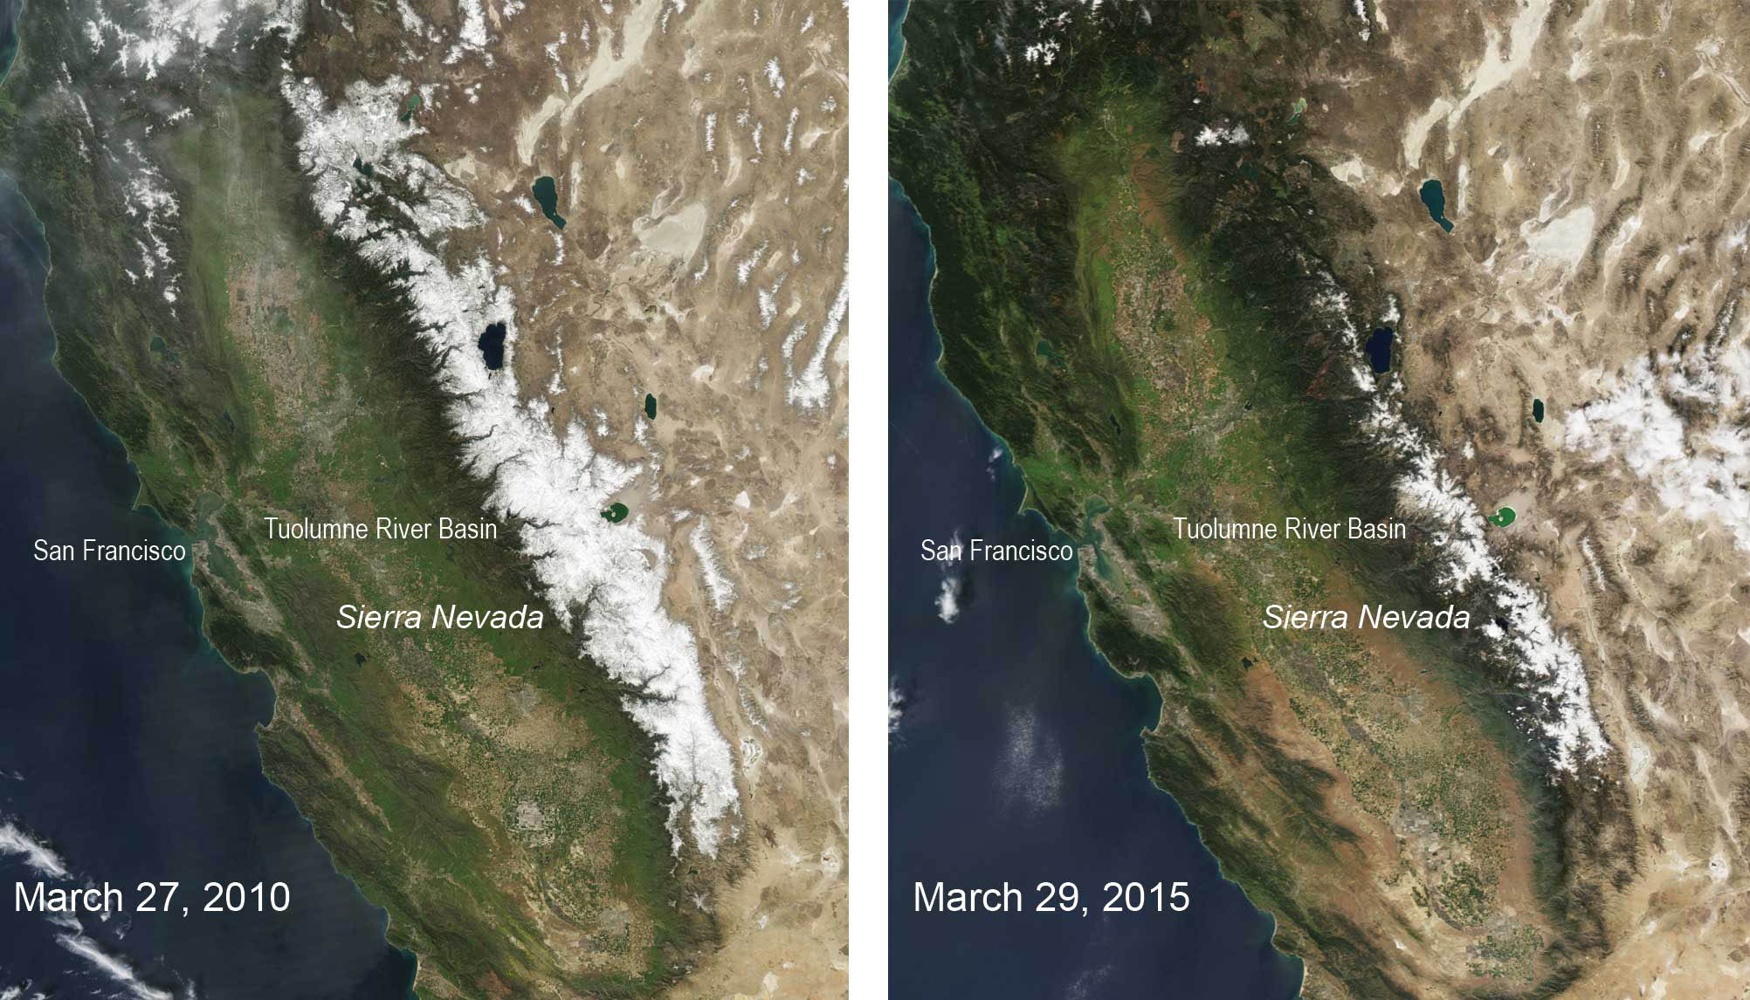 Tuolumne River Basin
San Francisco
Sierra Nevada
March 27, 2010
Tuolumne River Basin
San Francisco
Sierra Nevada
March 29, 2015